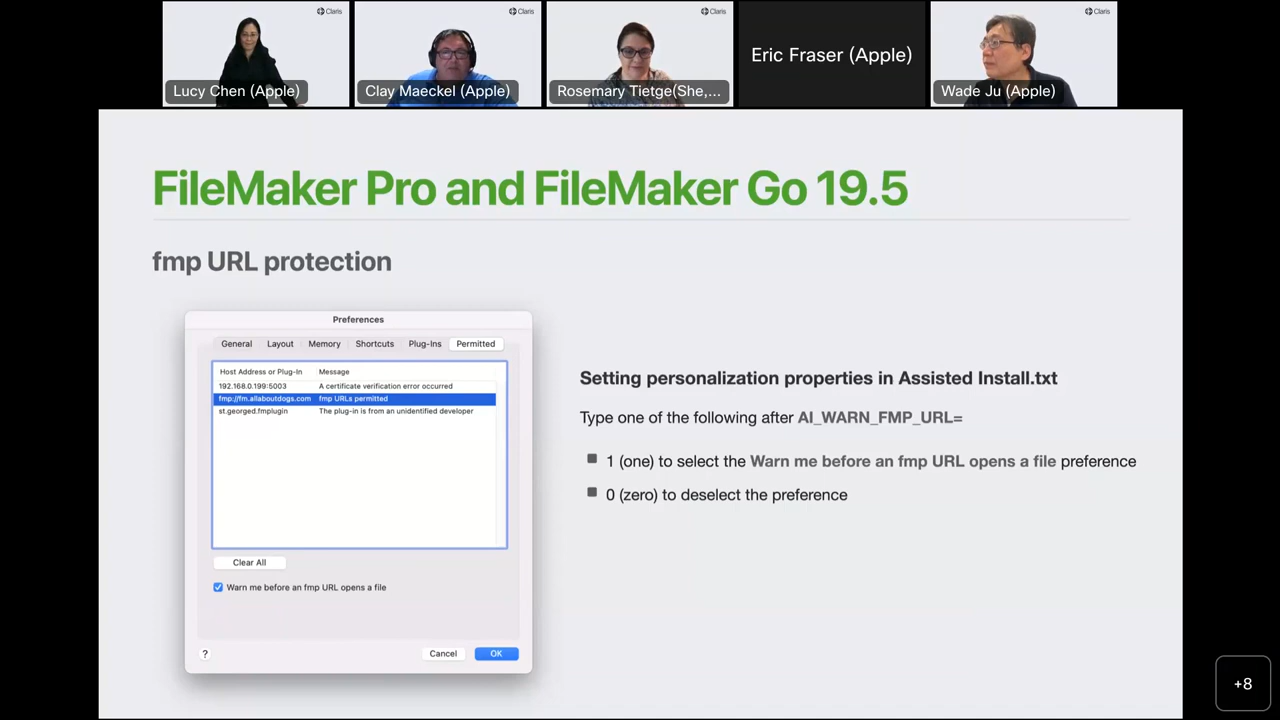 Claris
Claris
Claris
Claris
Lucy Chen (Apple)
Clay Maeckel (Apple)
Rosemary Tietge(She,...
Eric Fraser (Apple)
Wade Ju (Apple)
FileMaker Pro and FileMaker Go 19.5
fmp URL protection
Preferences
General Layout Memory Shortcuts Plug-Ins Permitted
Host Address or Plug-In Message
192.168.0.199:5003 A certificate verification error occurred
fmp://fm.allaboutdogs.com fmp URLs permitted
st.georged.fmplugin The plug-in is from an unidentified developer
Clear All
Warn me before an fmp URL opens a file
?
Cancel
OK
Setting personalization properties in Assisted Install.txt
Type one of the following after AI_WARN_FMP_URL=
1 (one) to select the Warn me before an fmp URL opens a file preference
0 (zero) to deselect the preference
+8